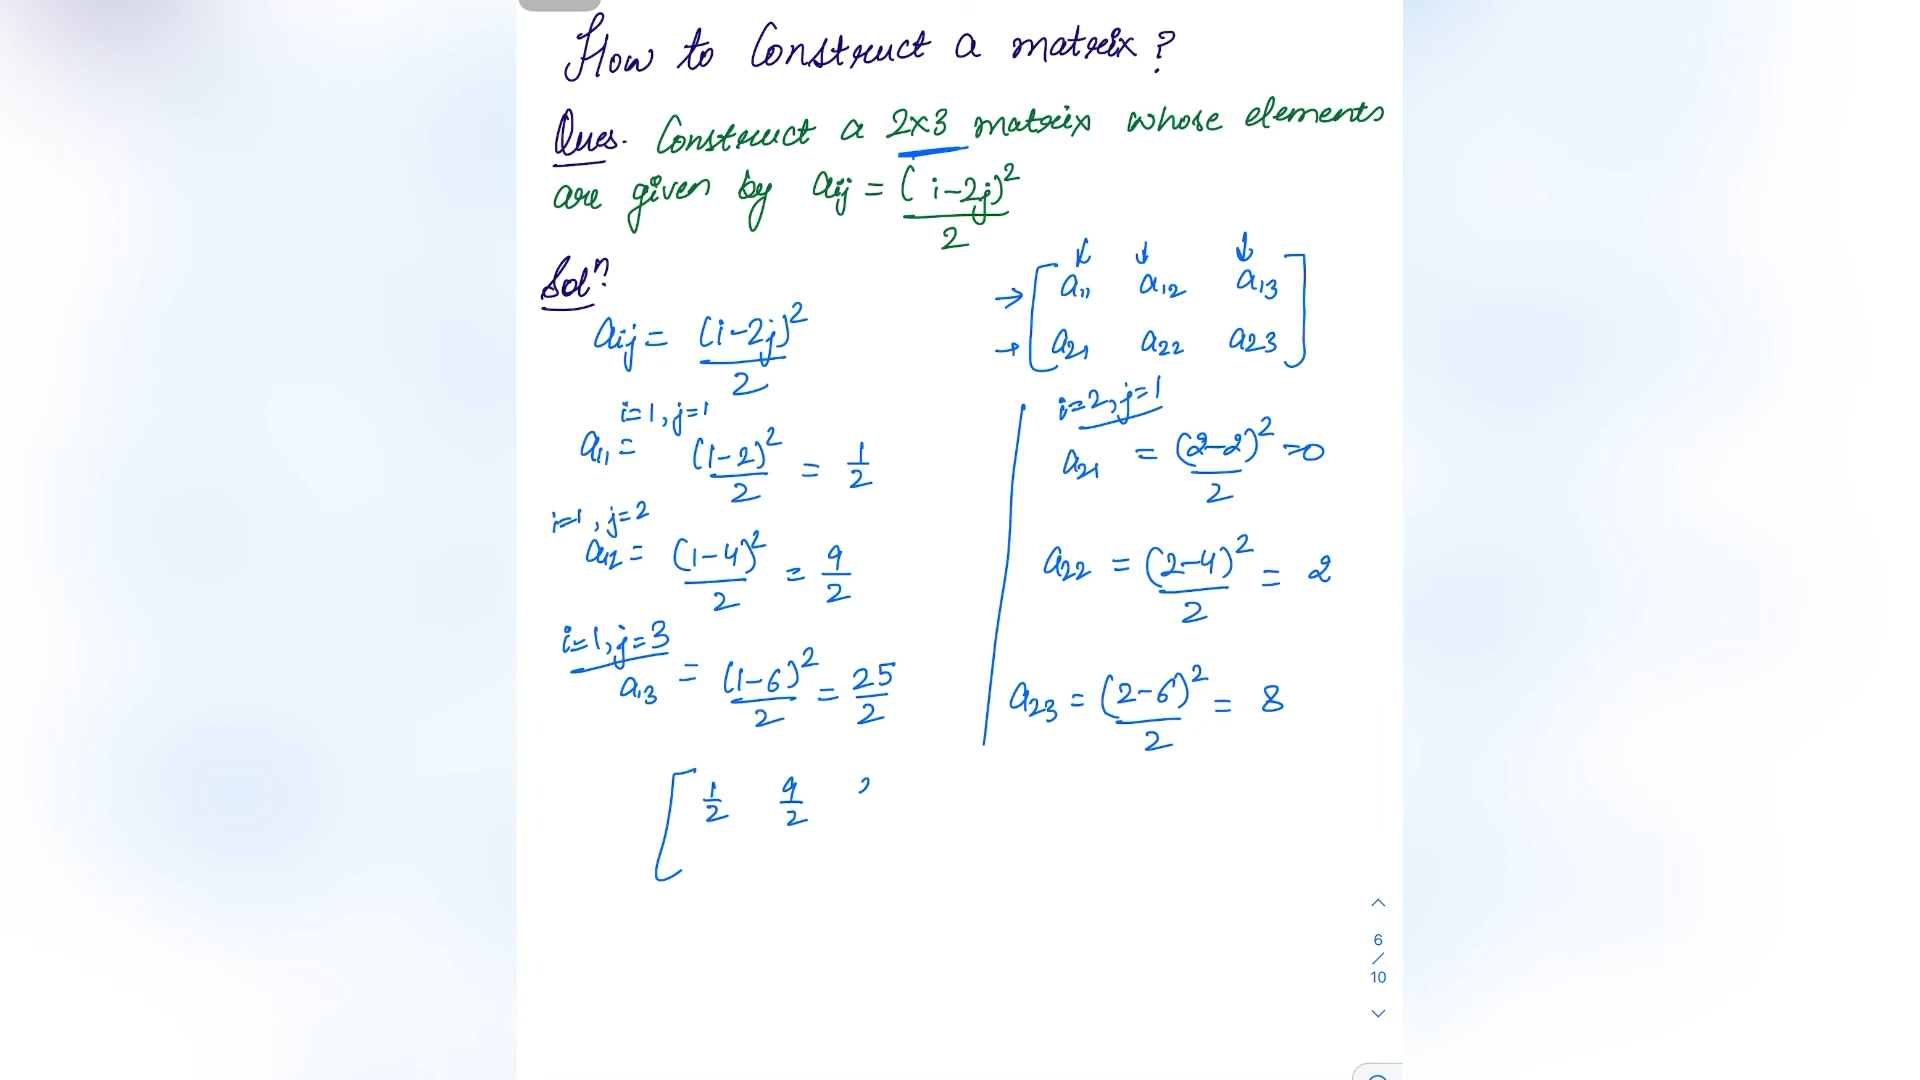 How to Construct a matrix?
Ques. Construct a 2×3 matrix whose elements
are given by aij = (i-2j)²/2
Solⁿ
[a11 a12 a13
a21 a22 a23]
aij = (i-2j)²/2
i=1, j=1
a11 = (1-2)²/2 = 1/2
i=1, j=2
a12 = (1-4)²/2 = 9/2
i=1, j=3
a13 = (1-6)²/2 = 25/2
i=2, j=1
a21 = (2-2)²/2 = 0
a22 = (2-4)²/2 = 2
a23 = (2-6)²/2 = 8
[1/2 9/2
6
/
10